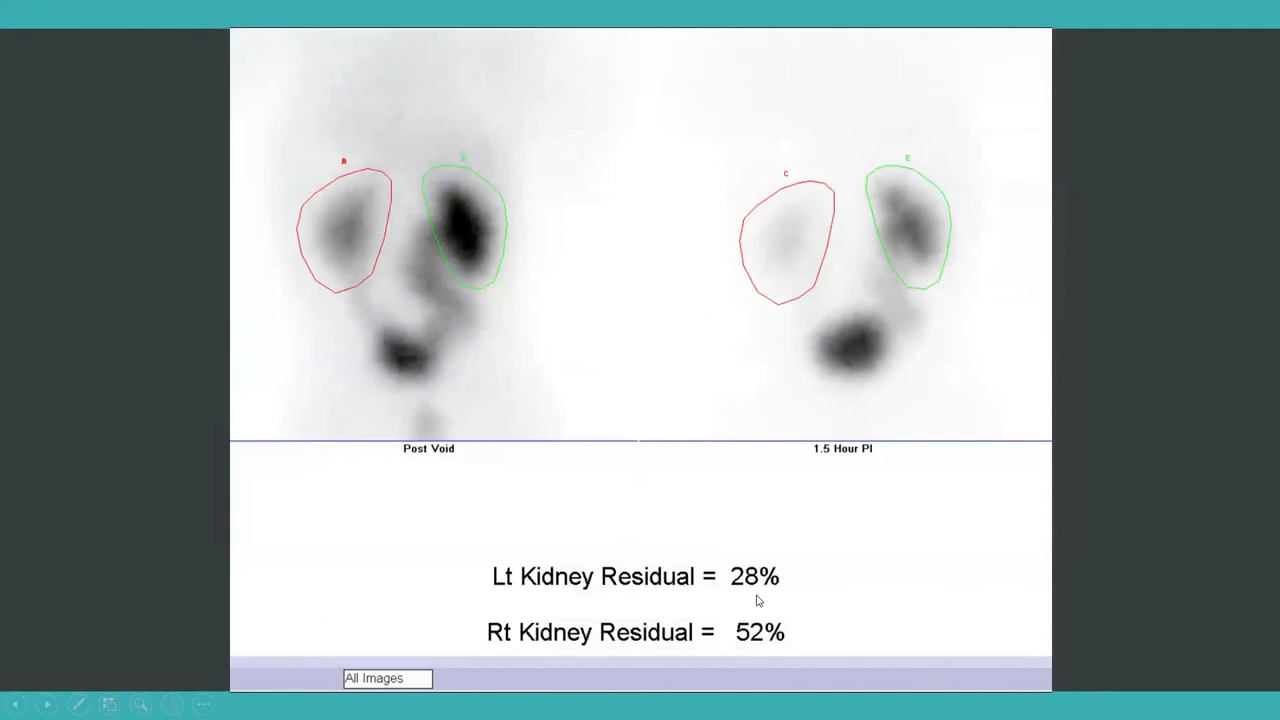 A
D
C
E
Post Void
1.5 Hour PI
Lt Kidney Residual = 28%
Rt Kidney Residual = 52%
All Images